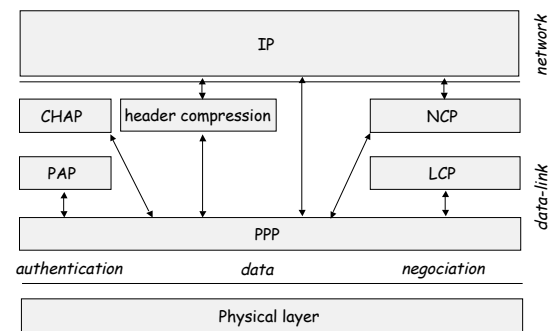 IP
network
CHAP
header compression
NCP
PAP
LCP
data-link
PPP
authentication
data
negociation
Physical layer